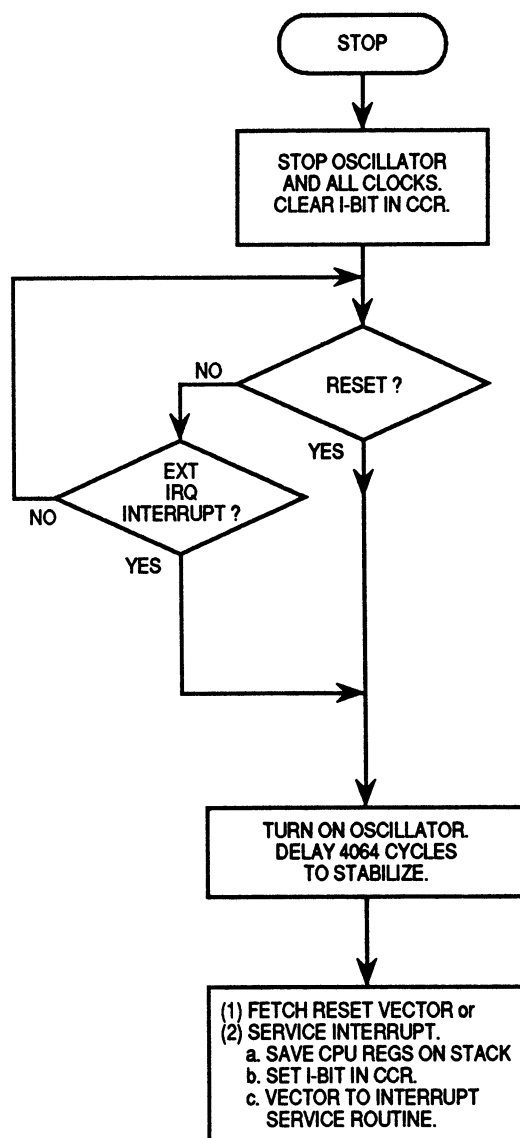 STOP
STOP OSCILLATOR
AND ALL CLOCKS.
CLEAR I-BIT IN CCR.
RESET ?
NO
YES
EXT
IRQ
INTERRUPT ?
NO
YES
TURN ON OSCILLATOR.
DELAY 4064 CYCLES
TO STABILIZE.
(1) FETCH RESET VECTOR or
(2) SERVICE INTERRUPT.
a. SAVE CPU REGS ON STACK
b. SET I-BIT IN CCR.
c. VECTOR TO INTERRUPT
SERVICE ROUTINE.